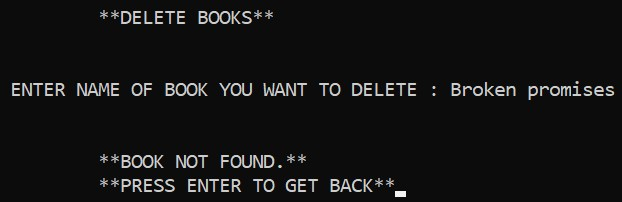 **DELETE BOOKS**
ENTER NAME OF BOOK YOU WANT TO DELETE : Broken promises
**BOOK NOT FOUND.**
**PRESS ENTER TO GET BACK**